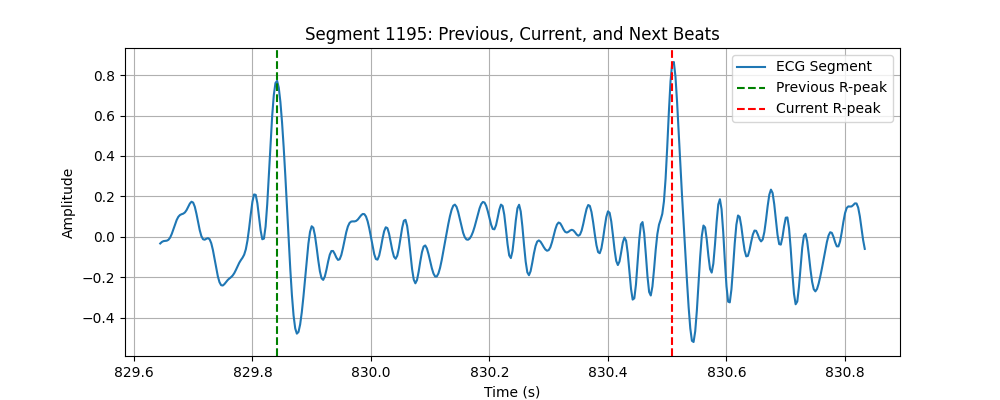 Segment 1195: Previous, Current, and Next Beats
ECG Segment
Previous R-peak
Current R-peak
Amplitude
0.8
0.6
0.4
0.2
0.0
−0.2
−0.4
829.6 829.8 830.0 830.2 830.4 830.6 830.8
Time (s)